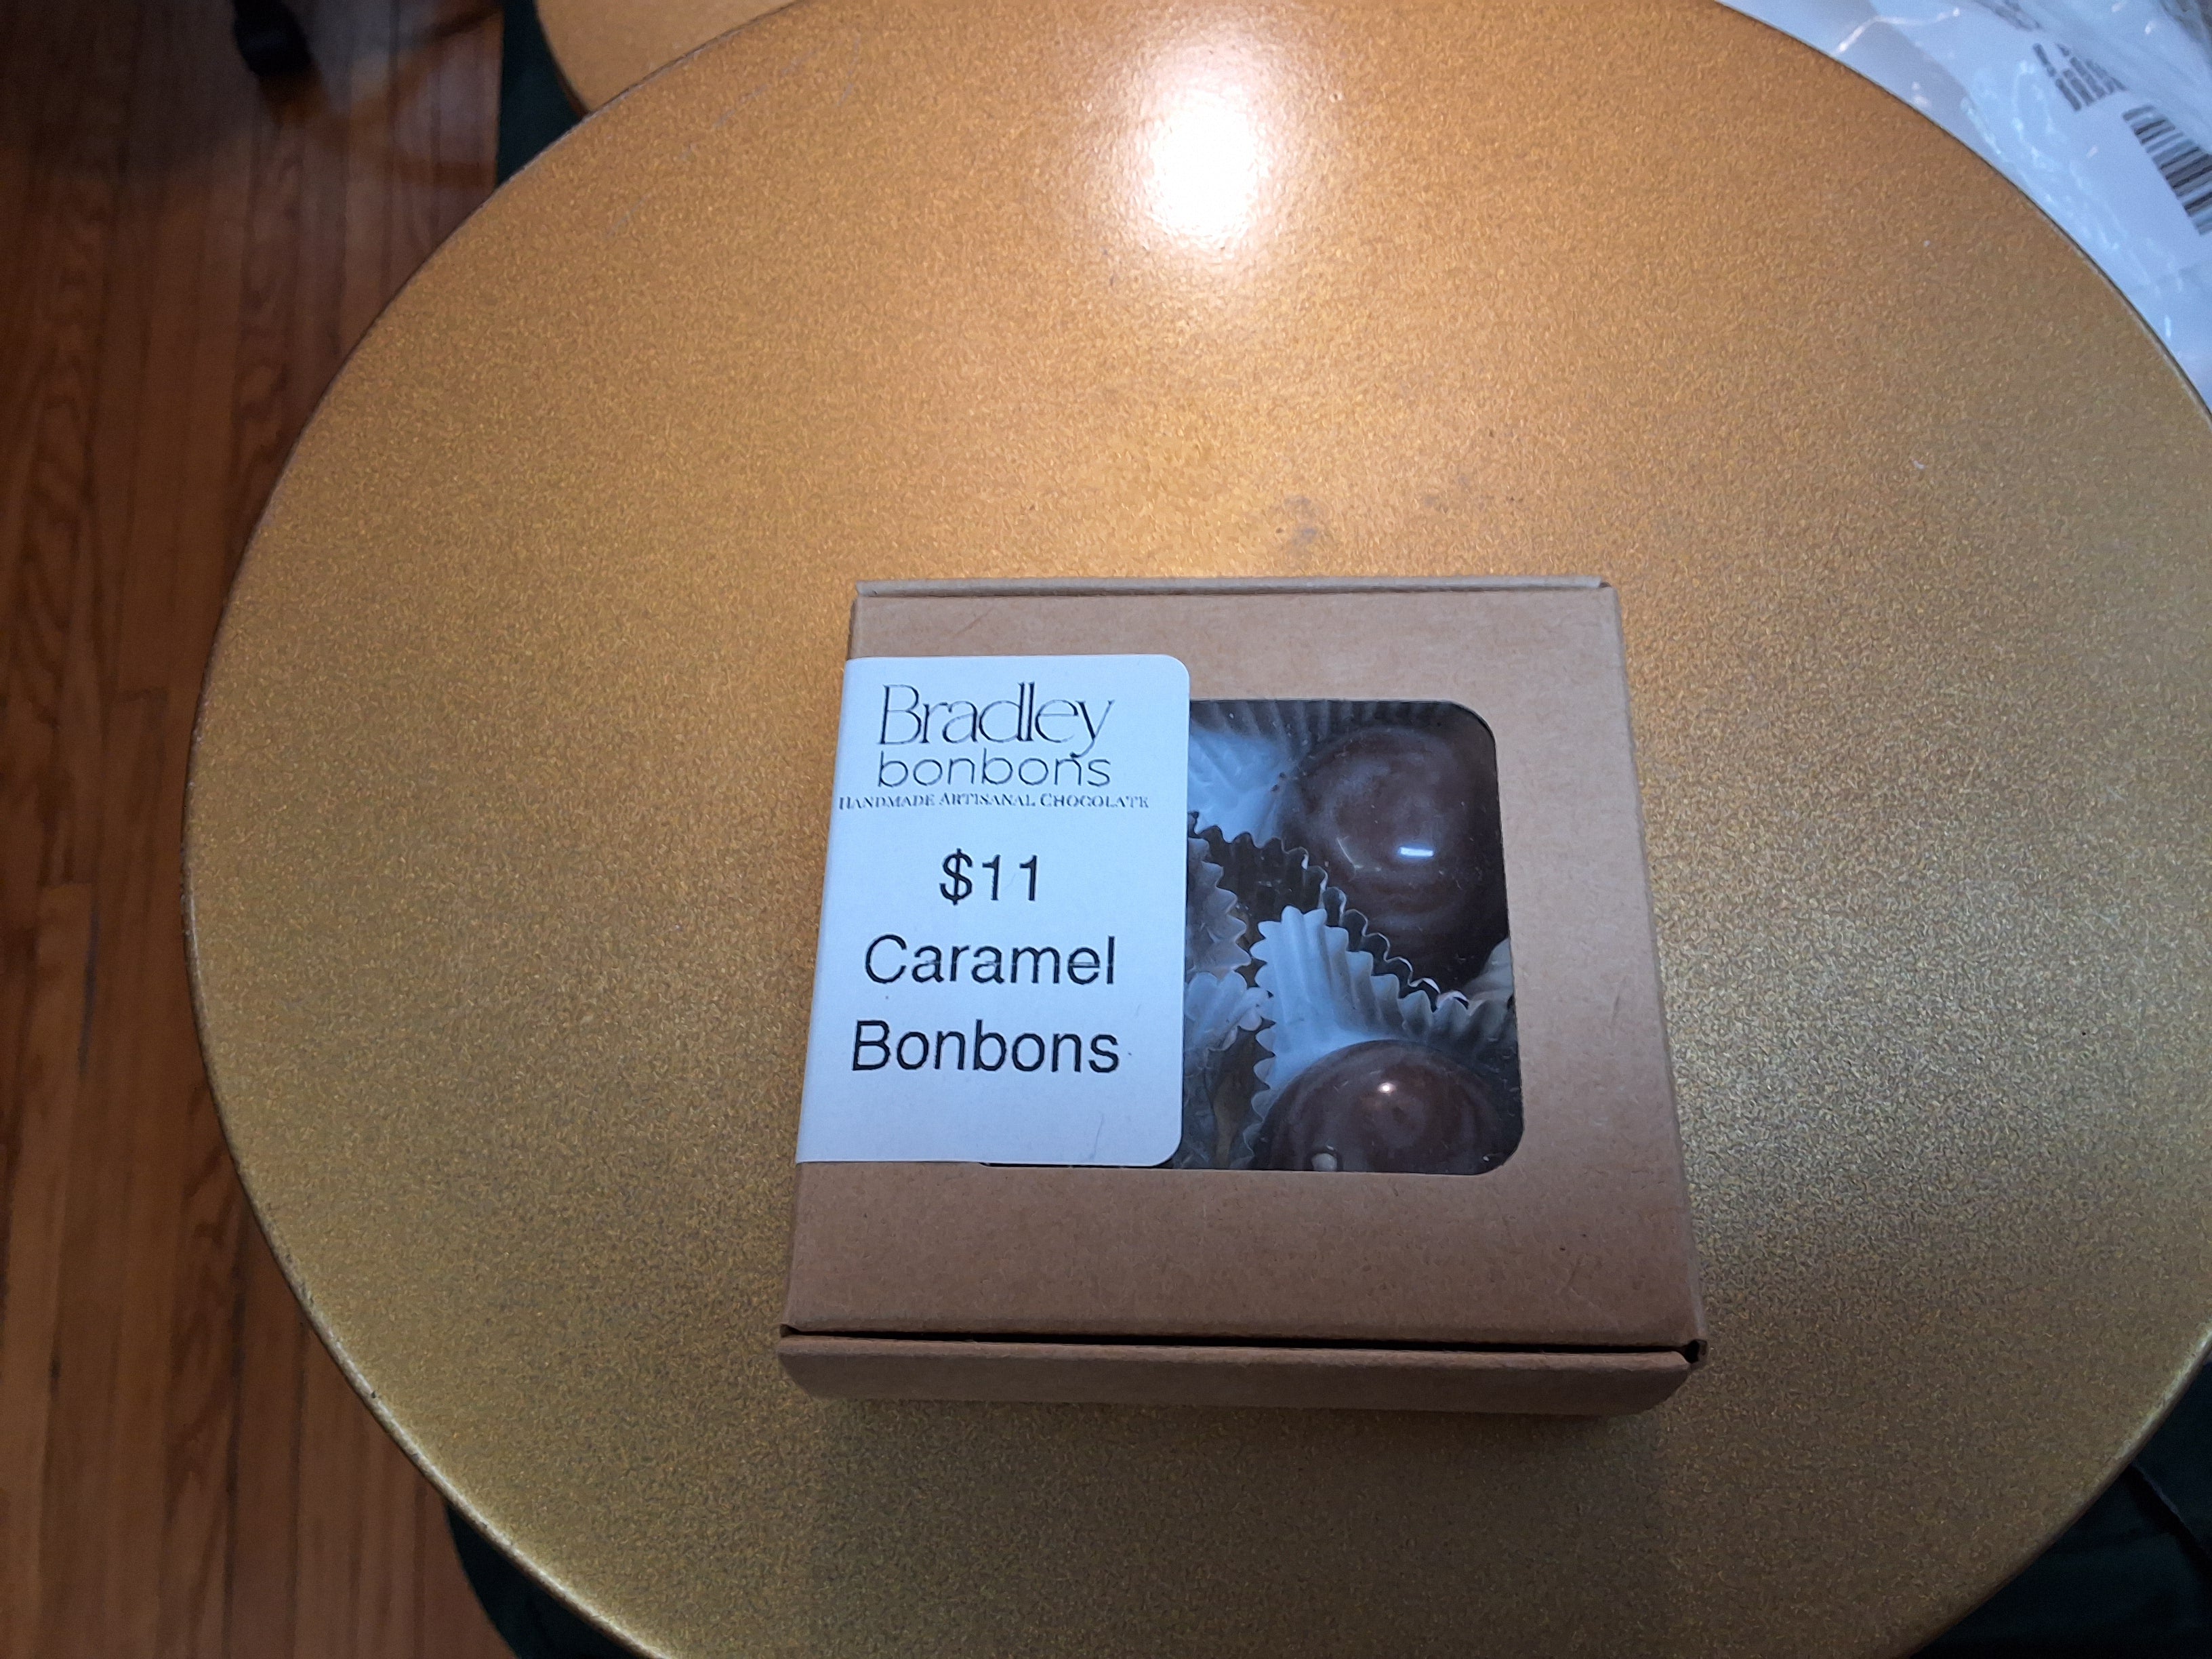 Bradley
bonbons
HANDMADE ARTISANAL CHOCOLATE
$11
Caramel
Bonbons